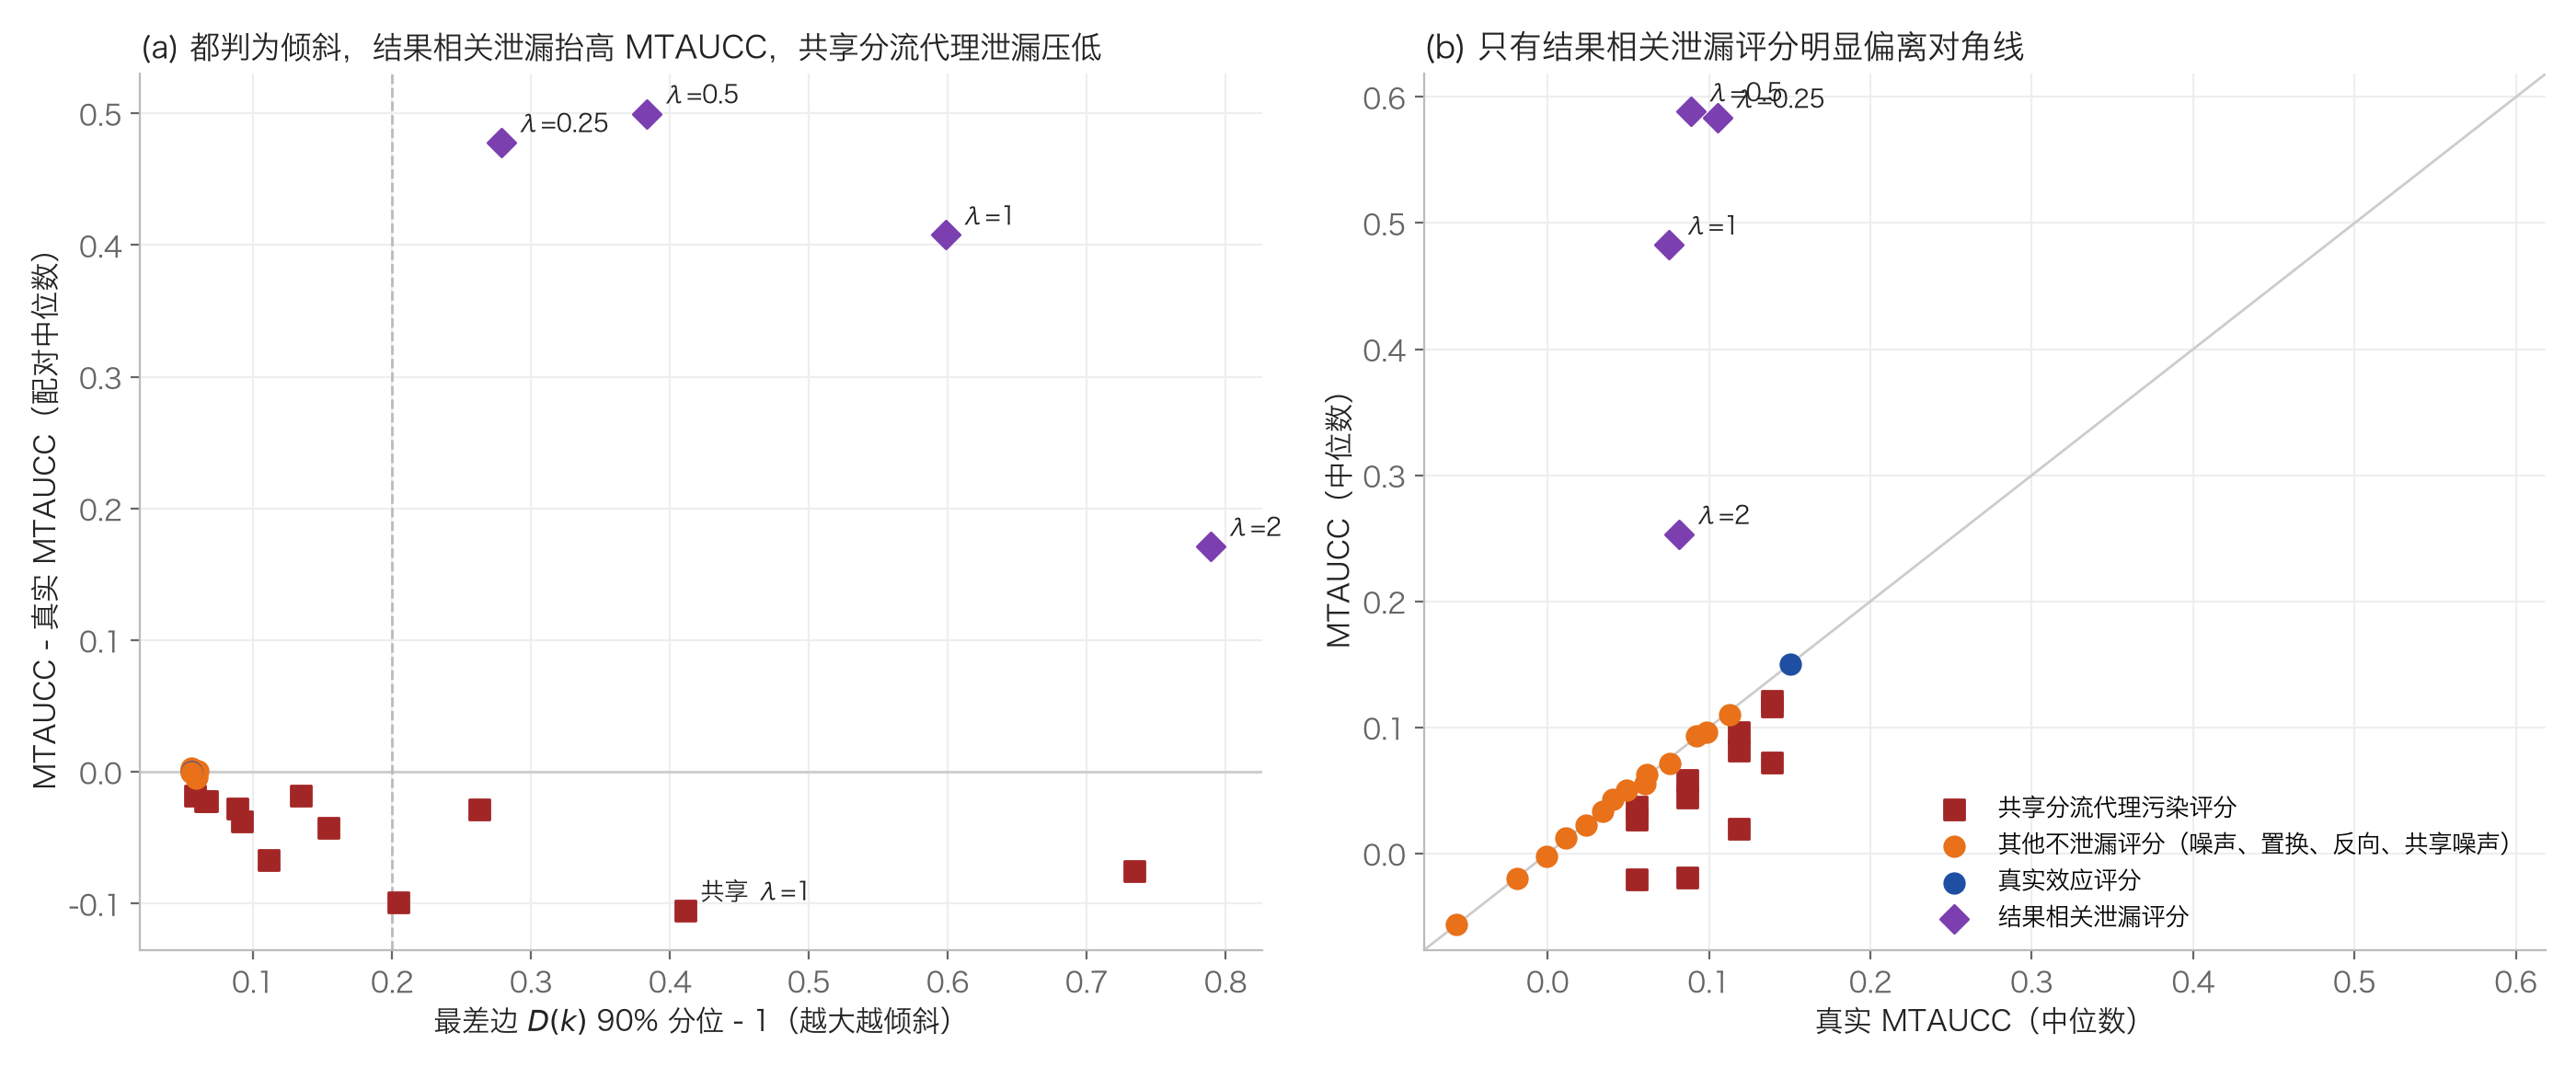 (a) 都判为倾斜，结果相关泄漏抬高 MTAUCC，共享分流代理泄漏压低
MTAUCC - 真实 MTAUCC（配对中位数）
0.5
0.4
0.3
0.2
0.1
0.0
-0.1
λ=0.25
λ=0.5
λ=1
λ=2
共享 λ=1
0.1
0.2
0.3
0.4
0.5
0.6
0.7
0.8
最差边 D(k) 90% 分位 - 1（越大越倾斜）
(b) 只有结果相关泄漏评分明显偏离对角线
MTAUCC（中位数）
0.6
0.5
0.4
0.3
0.2
0.1
0.0
λ=0.5
λ=0.25
λ=1
λ=2
共享分流代理污染评分
其他不泄漏评分（噪声、置换、反向、共享噪声）
真实效应评分
结果相关泄漏评分
0.0
0.1
0.2
0.3
0.4
0.5
0.6
真实 MTAUCC（中位数）